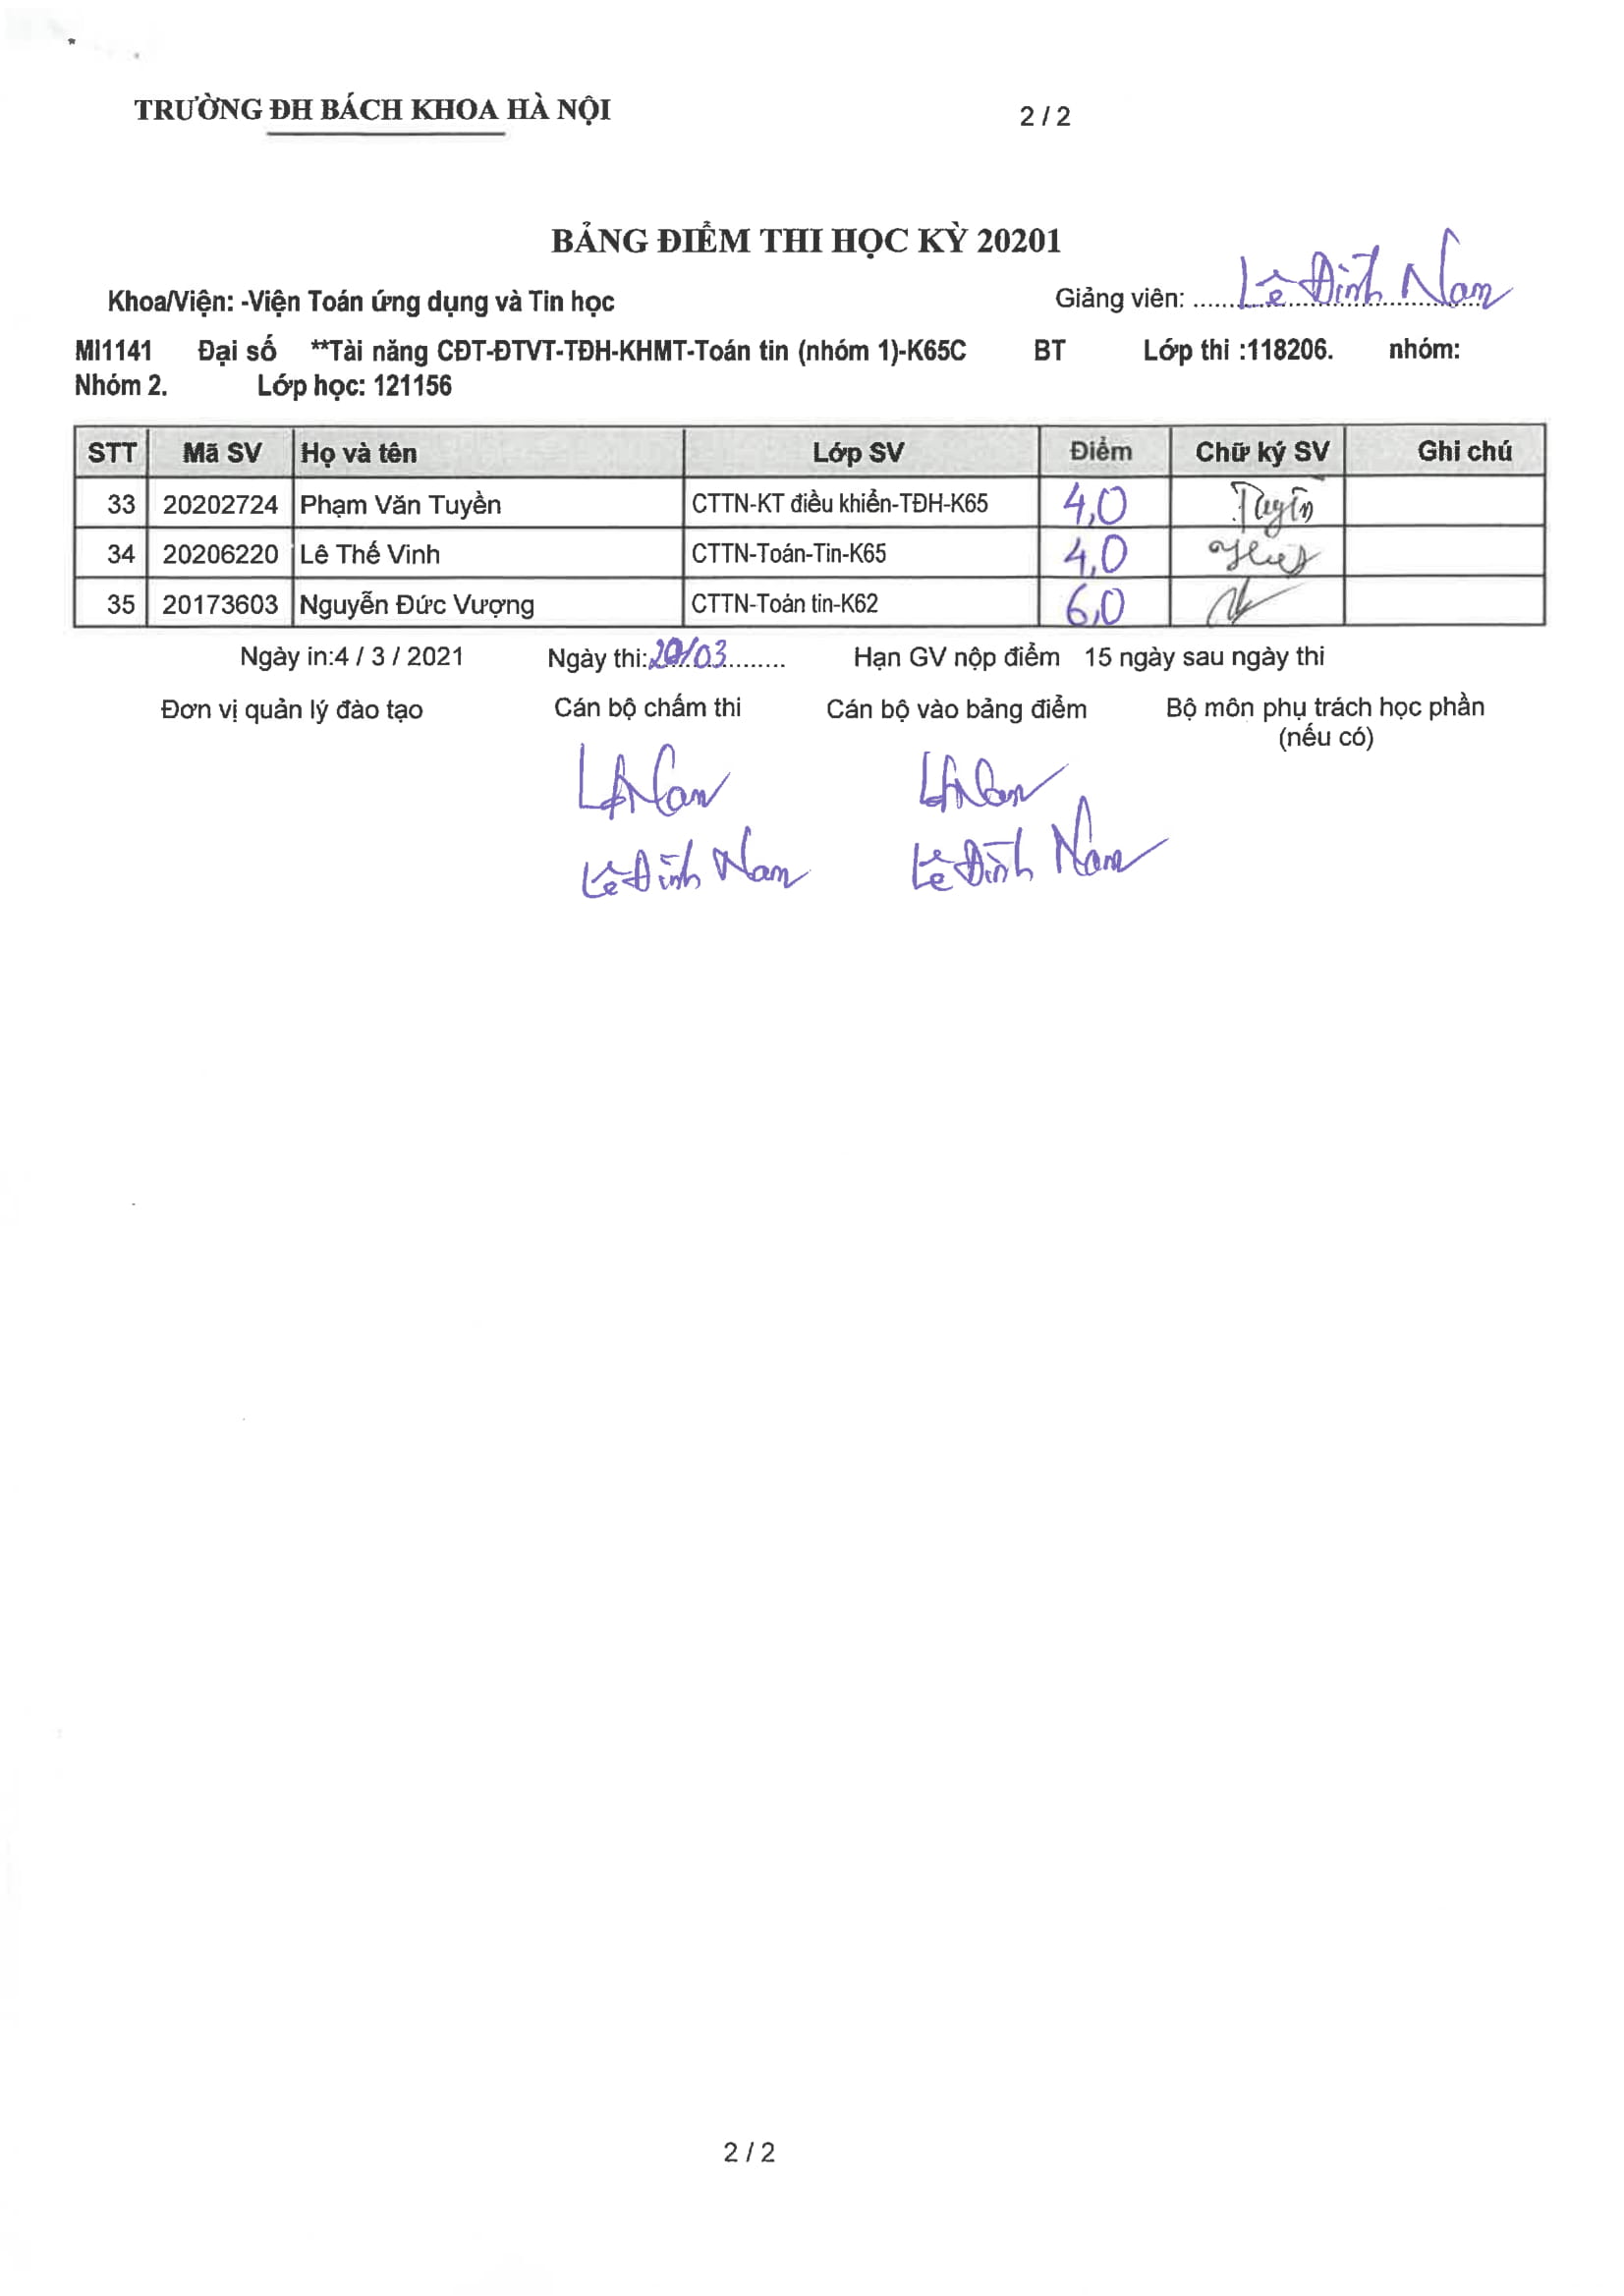 TRƯỜNG ĐH BÁCH KHOA HÀ NỘI 2 / 2
BẢNG ĐIỂM THI HỌC KỲ 20201
Khoa/Viện: -Viện Toán ứng dụng và Tin học Giảng viên: Lê Đình Nam
MI1141 Đại số **Tài năng CĐT-ĐTVT-TĐH-KHMT-Toán tin (nhóm 1)-K65C BT Lớp thi :118206. nhóm:
Nhóm 2. Lớp học: 121156
STT Mã SV Họ và tên Lớp SV Điểm Chữ ký SV Ghi chú
33 20202724 Phạm Văn Tuyền CTTN-KT điều khiển-TĐH-K65 4,0 Tuyền
34 20206220 Lê Thế Vinh CTTN-Toán-Tin-K65 4,0
35 20173603 Nguyễn Đức Vượng CTTN-Toán tin-K62 6,0
Ngày in:4 / 3 / 2021 Ngày thi: 20/03 Hạn GV nộp điểm 15 ngày sau ngày thi
Đơn vị quản lý đào tạo Cán bộ chấm thi Cán bộ vào bảng điểm Bộ môn phụ trách học phần
(nếu có)
LĐNam LĐNam
Lê Đình Nam Lê Đình Nam
2 / 2